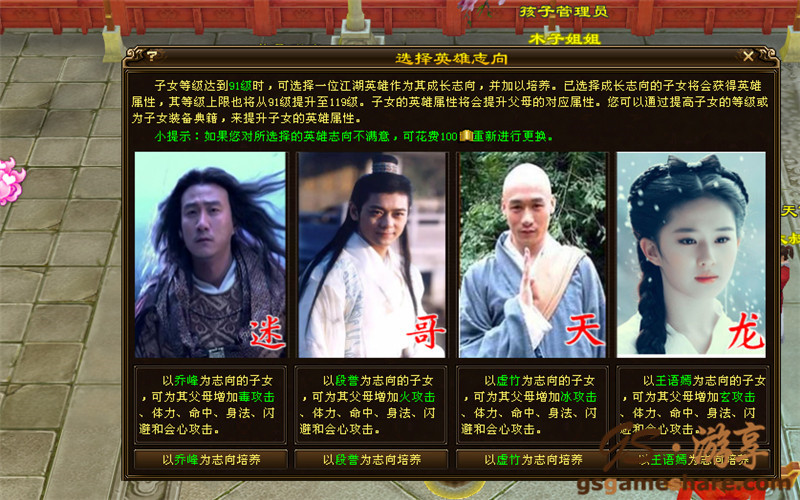 孩子管理员
木子姐姐
?
选择英雄志向
×
子女等级达到91级时，可选择一位江湖英雄作为其成长志向，并加以培养。已选择成长志向的子女将会获得英雄
属性，其等级上限也将从91级提升至119级。子女的英雄属性将会提升父母的对应属性。您可以通过提高子女的等级或
为子女装备典籍，来提升子女的英雄属性。
小提示：如果您对所选择的英雄志向不满意，可花费100重新进行更换。
天
迷
哥
天
龙
以乔峰为志向的子女
，可为其父母增加毒攻击
、体力、命中、身法、闪
避和会心攻击。
以段誉为志向的子女
，可为其父母增加火攻击
、体力、命中、身法、闪
避和会心攻击。
以虚竹为志向的子女
，可为其父母增加冰攻击
、体力、命中、身法、闪
避和会心攻击。
以王语嫣为志向的子女
，可为其父母增加玄攻击
、体力、命中、身法、闪
避和会心攻击。
以乔峰为志向培养
以段誉为志向培养
以虚竹为志向培养
以王语嫣为志向培养
GS·游享
gsgameshare.com